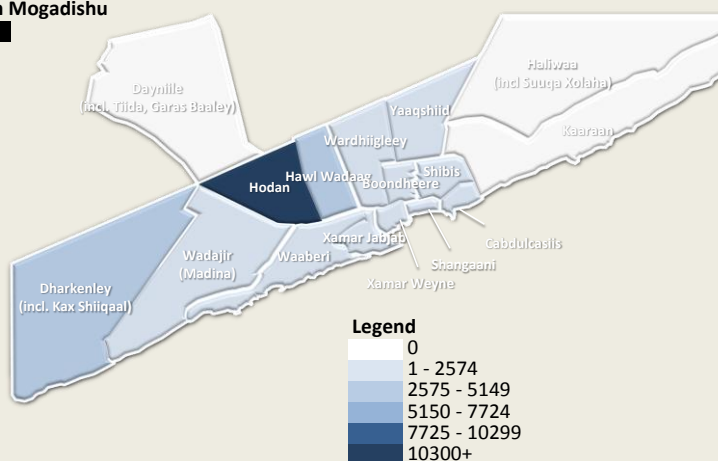 Mogadishu
Daynille
(incl. Tiida, Garas Baaley)
Haliwaa
(incl Suuqa Xolaha)
Kaaraan
Yaaqshiid
Wardhiigleey
Hawl Wadaag
Hodan
Boondheere
Shibis
Xamar Jabjab
Cabdulcasiis
Shangaani
Xamar Weyne
Wadajir
(Madina)
Waaberi
Dharkenley
(incl. Kax Shiiqaal)
Legend
0
1 - 2574
2575 - 5149
5150 - 7724
7725 - 10299
10300+